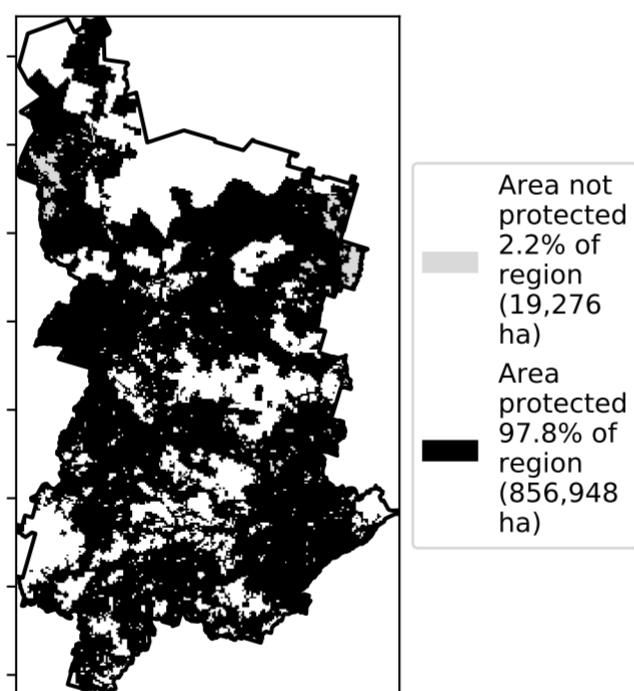 Area not
protected
2.2% of
region
(19,276
ha)
Area
protected
97.8% of
region
(856,948
ha)